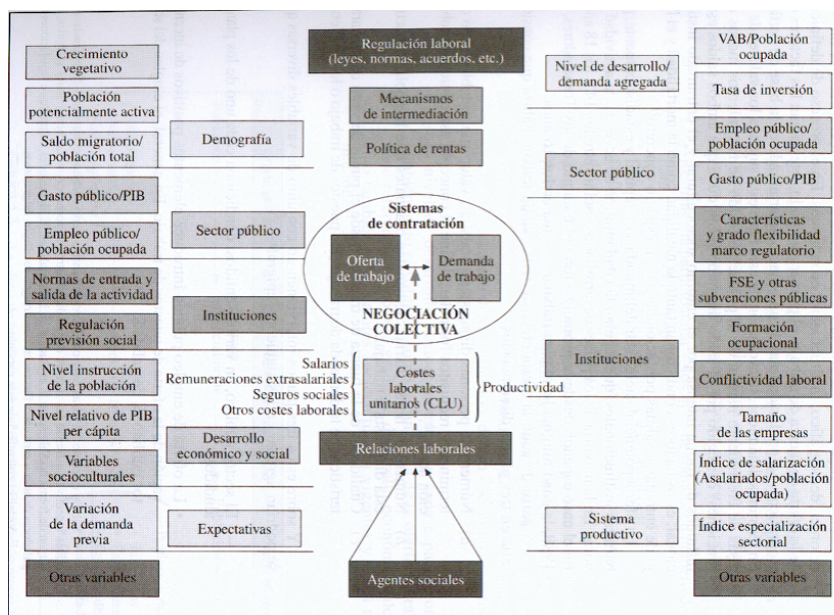 Crecimiento
vegetativo
Población
potencialmente activa
Saldo migratorio/
población total
Demografía
Gasto público/PIB
Empleo público/
población ocupada
Sector público
Normas de entrada y
salida de la actividad
Regulación
previsión social
Instituciones
Nivel instrucción
de la población
Nivel relativo de PIB
per cápita
Variables
socioculturales
Desarrollo
económico y social
Variación
de la demanda
previa
Expectativas
Otras variables
Regulación laboral
(leyes, normas, acuerdos, etc.)
Mecanismos
de intermediación
Política de rentas
Sistemas
de contratación
Oferta
de trabajo
Demanda
de trabajo
NEGOCIACIÓN
COLECTIVA
Salarios
Remuneraciones extrasalariales
Seguros sociales
Otros costes laborales
Costes
laborales
unitarios (CLU)
Productividad
Relaciones laborales
Agentes sociales
Nivel de desarrollo/
demanda agregada
VAB/Población
ocupada
Tasa de inversión
Sector público
Empleo público/
población ocupada
Gasto público/PIB
Instituciones
Características
y grado flexibilidad
marco regulatorio
FSE y otras
subvenciones públicas
Formación
ocupacional
Conflictividad laboral
Sistema
productivo
Tamaño
de las empresas
Índice de salarización
(Asalariados/población
ocupada)
Índice especialización
sectorial
Otras variables